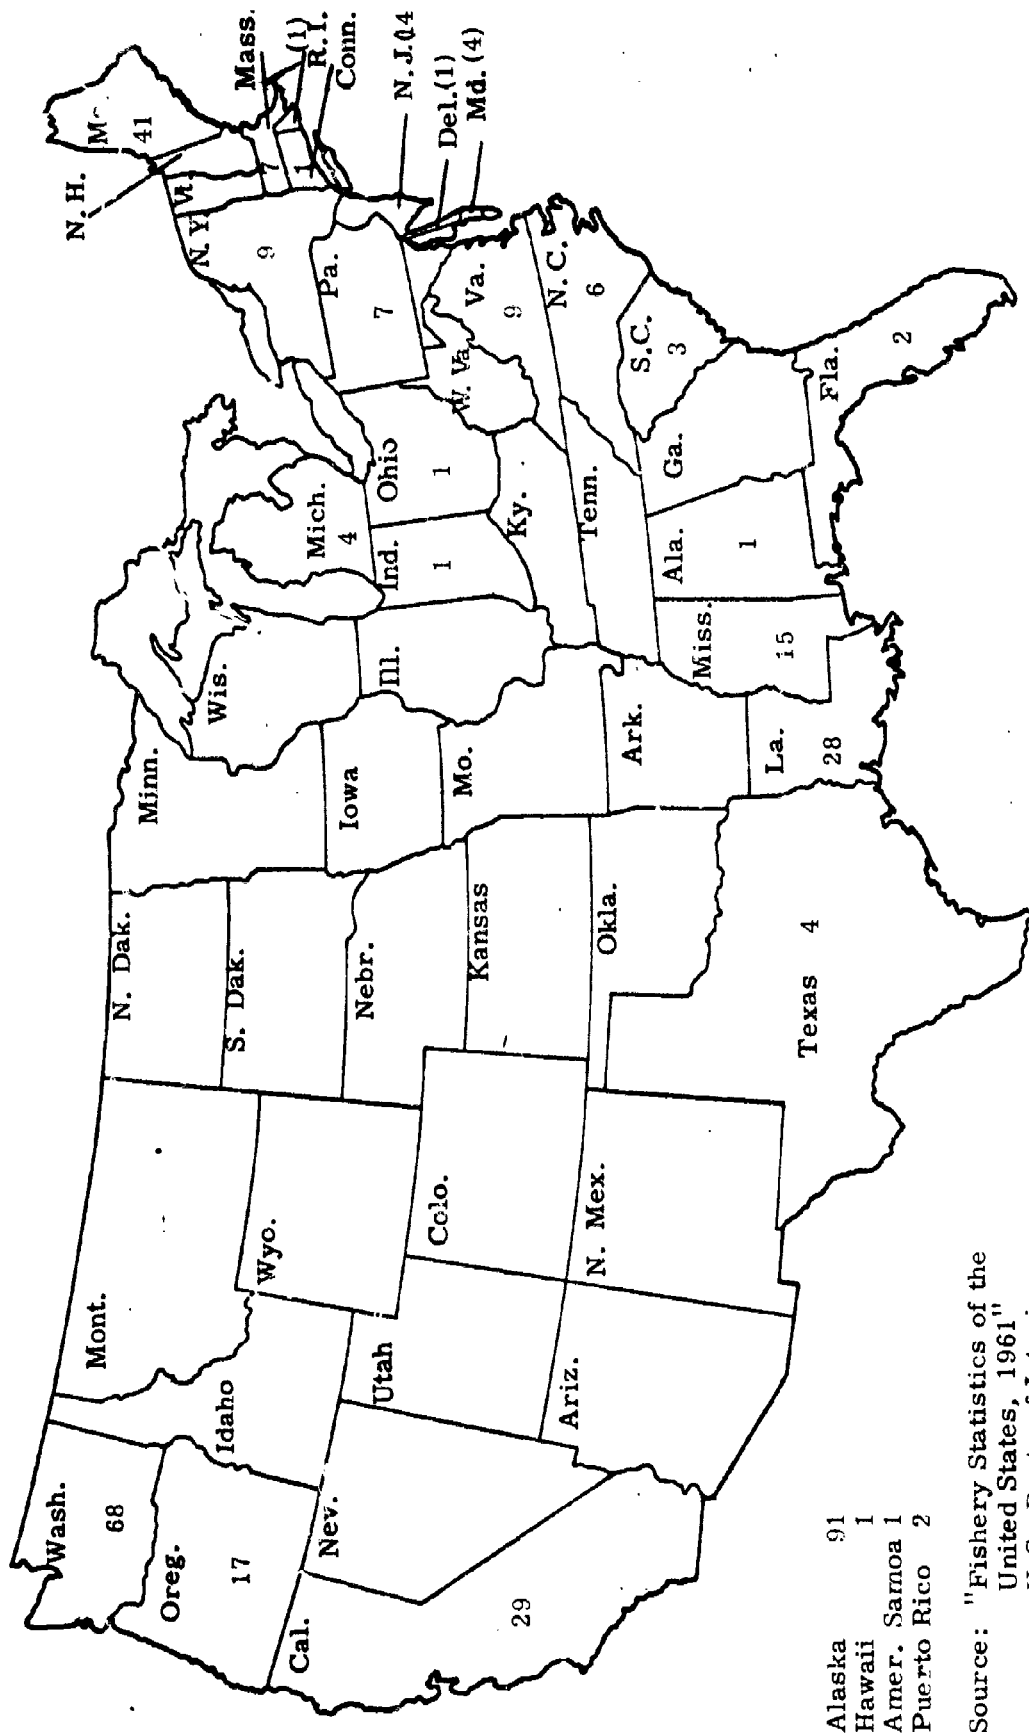 Wash.
68
Oreg.
17
Cal.
29
Nev.
Idaho
Mont.
Wyo.
Utah
Ariz.
Colo.
N. Mex.
N. Dak.
S. Dak.
Nebr.
Kansas
Okla.
Texas
4
Minn.
Iowa
Mo.
Ark.
La.
28
Wis.
Ill.
Mich.
4
Ind.
1
Ohio
1
Ky.
Tenn.
Miss.
15
Ala.
1
Ga.
Fla.
2
S.C.
3
N. C.
6
Va.
9
W. Va
Pa.
7
N. Y.
9
Vt.
N. H.
41
Mass.
7
(1)
R. I.
Conn.
1
N. J.(14
Del.(1)
Md. (4)
Alaska 91
Hawaii 1
Amer. Samoa 1
Puerto Rico 2
Source: "Fishery Statistics of the
United States, 1961"